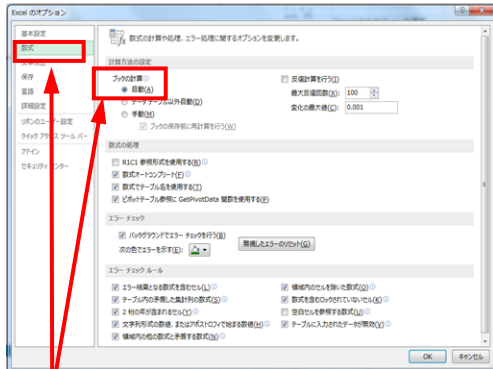 Excel のオプション
基本設定
数式
保存
言語
詳細設定
リボンのユーザー設定
クイック アクセス ツール バー
アドイン
セキュリティ センター
数式の計算や処理、エラー処理に関するオプションを変更します。
計算方法の設定
ブックの計算
自動(A)
データ テーブル以外自動(D)
手動(M)
ブックの保存前に再計算を行う(W)
反復計算を行う(I)
最大反復回数(X): 100
変化の最大値(C): 0.001
数式の処理
R1C1 参照形式を使用する(R)
数式オートコンプリート(F)
数式でテーブル名を使用する(T)
ピボットテーブル参照に GetPivotData 関数を使用する(P)
エラー チェック
バックグラウンドでエラー チェックを行う(B)
次の色でエラーを示す(E):
無視したエラーのリセット(G)
エラー チェック ルール
エラー結果となる数式を含むセル(L)
テーブル内の矛盾した集計列の数式(S)
2 桁の年が含まれるセル(Y)
文字列形式の数値、またはアポストロフィで始まる数値(H)
領域内の他の数式と矛盾する数式(N)
領域内のセルを除いた数式(O)
数式を含むロックされていないセル(K)
空白セルを参照する数式(U)
テーブルに入力されたデータが無効(V)
OK
キャンセル